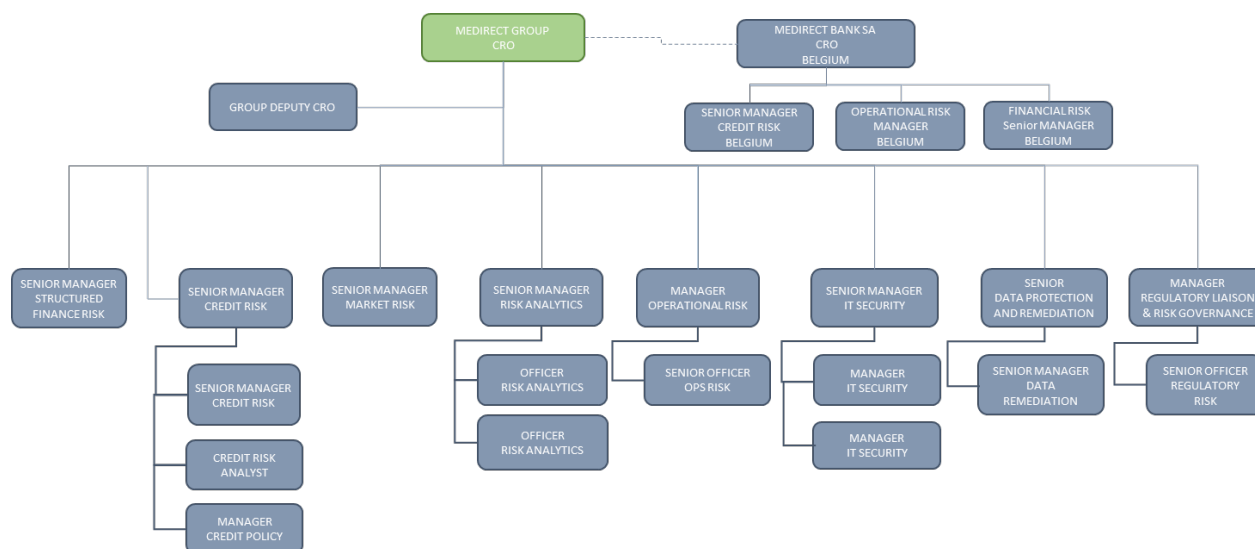 MEDIRECT GROUP
CRO
MEDIRECT BANK SA
CRO
BELGIUM
GROUP DEPUTY CRO
SENIOR MANAGER
CREDIT RISK
BELGIUM
OPERATIONAL RISK
MANAGER
BELGIUM
FINANCIAL RISK
Senior MANAGER
BELGIUM
SENIOR MANAGER
STRUCTURED
FINANCE RISK
SENIOR MANAGER
CREDIT RISK
SENIOR MANAGER
MARKET RISK
SENIOR MANAGER
RISK ANALYTICS
MANAGER
OPERATIONAL RISK
SENIOR MANAGER
IT SECURITY
SENIOR
DATA PROTECTION
AND REMEDIATION
MANAGER
REGULATORY LIAISON
& RISK GOVERNANCE
SENIOR MANAGER
CREDIT RISK
OFFICER
RISK ANALYTICS
SENIOR OFFICER
OPS RISK
MANAGER
IT SECURITY
SENIOR MANAGER
DATA
REMEDIATION
SENIOR OFFICER
REGULATORY
RISK
CREDIT RISK
ANALYST
OFFICER
RISK ANALYTICS
MANAGER
IT SECURITY
MANAGER
CREDIT POLICY